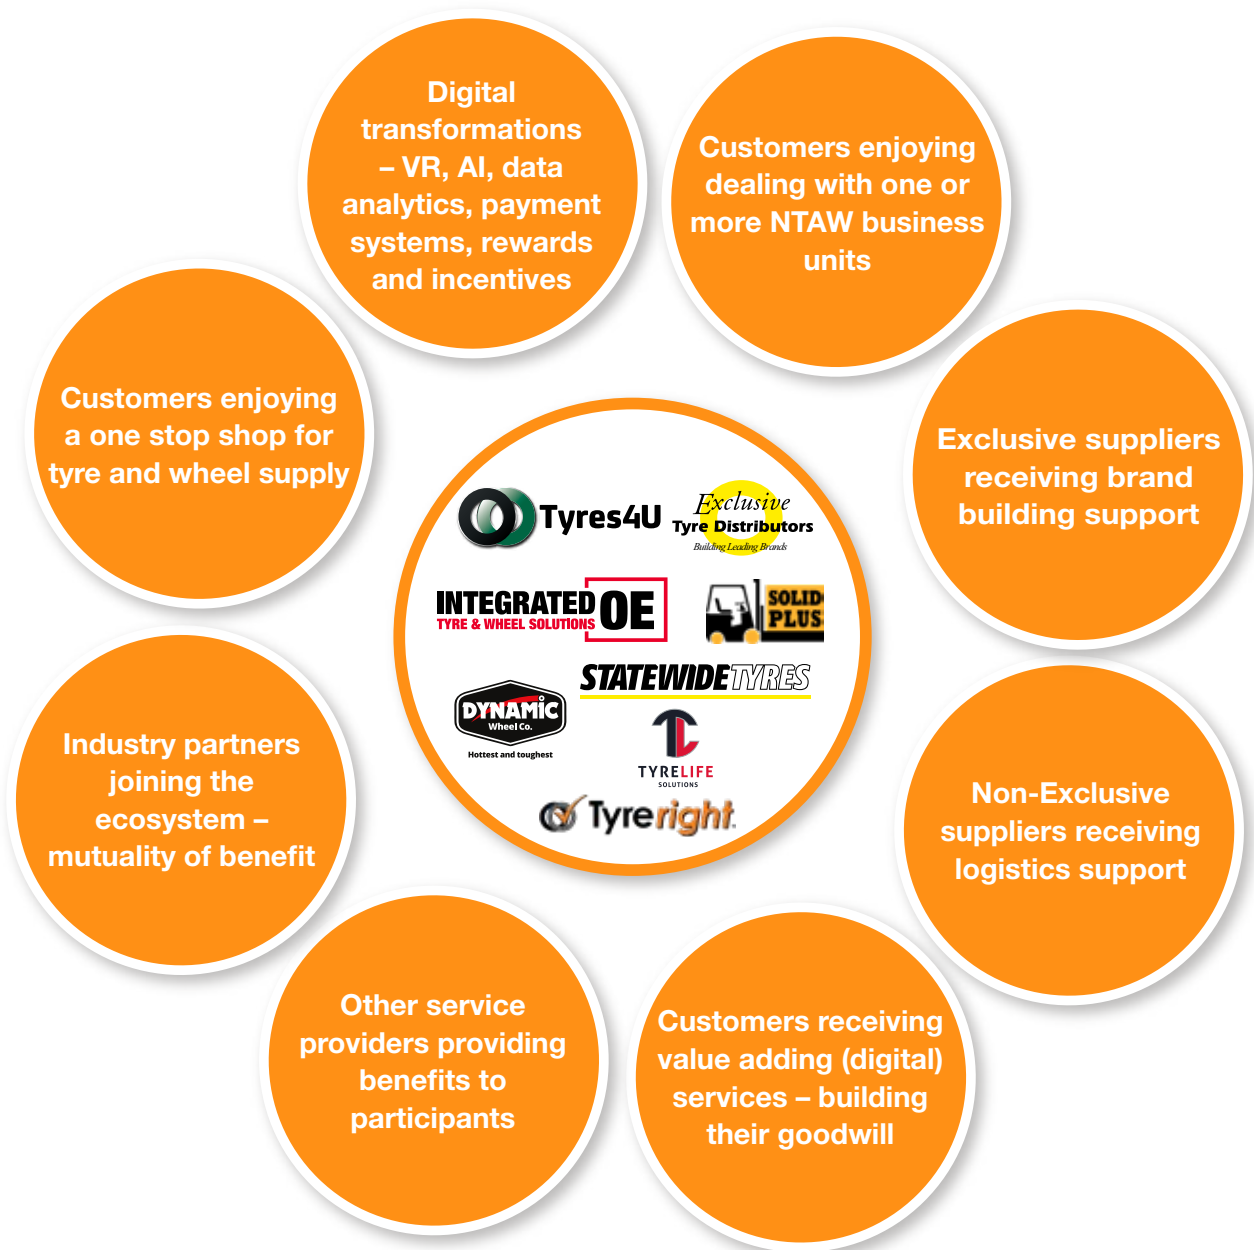 Digital
transformations
– VR, AI, data
analytics, payment
systems, rewards
and incentives
Customers enjoying
dealing with one or
more NTAW business
units
Exclusive suppliers
receiving brand
building support
Non-Exclusive
suppliers receiving
logistics support
Customers receiving
value adding (digital)
services – building
their goodwill
Other service
providers providing
benefits to
participants
Industry partners
joining the
ecosystem –
mutuality of benefit
Customers enjoying
a one stop shop for
tyre and wheel supply
Tyres4U
Exclusive
Tyre Distributors
Building Leading Brands
INTEGRATED OE
TYRE & WHEEL SOLUTIONS
SOLID
PLUS
STATEWIDE TYRES
DYNAMIC
Wheel Co.
Hottest and toughest
TYRELIFE
SOLUTIONS
Tyreright